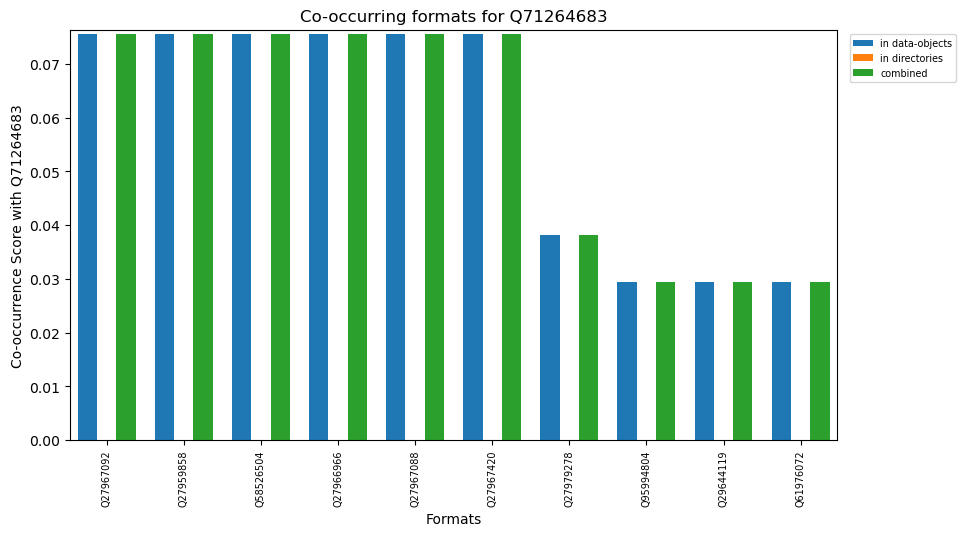 Co-occurring formats for Q71264683
in data-objects
in directories
combined
Co-occurrence Score with Q71264683
0.07
0.06
0.05
0.04
0.03
0.02
0.01
0.00
Q27967092
Q27959858
Q58526504
Q27966966
Q27967088
Q27967420
Q27979278
Q95994804
Q29644119
Q61976072
Formats